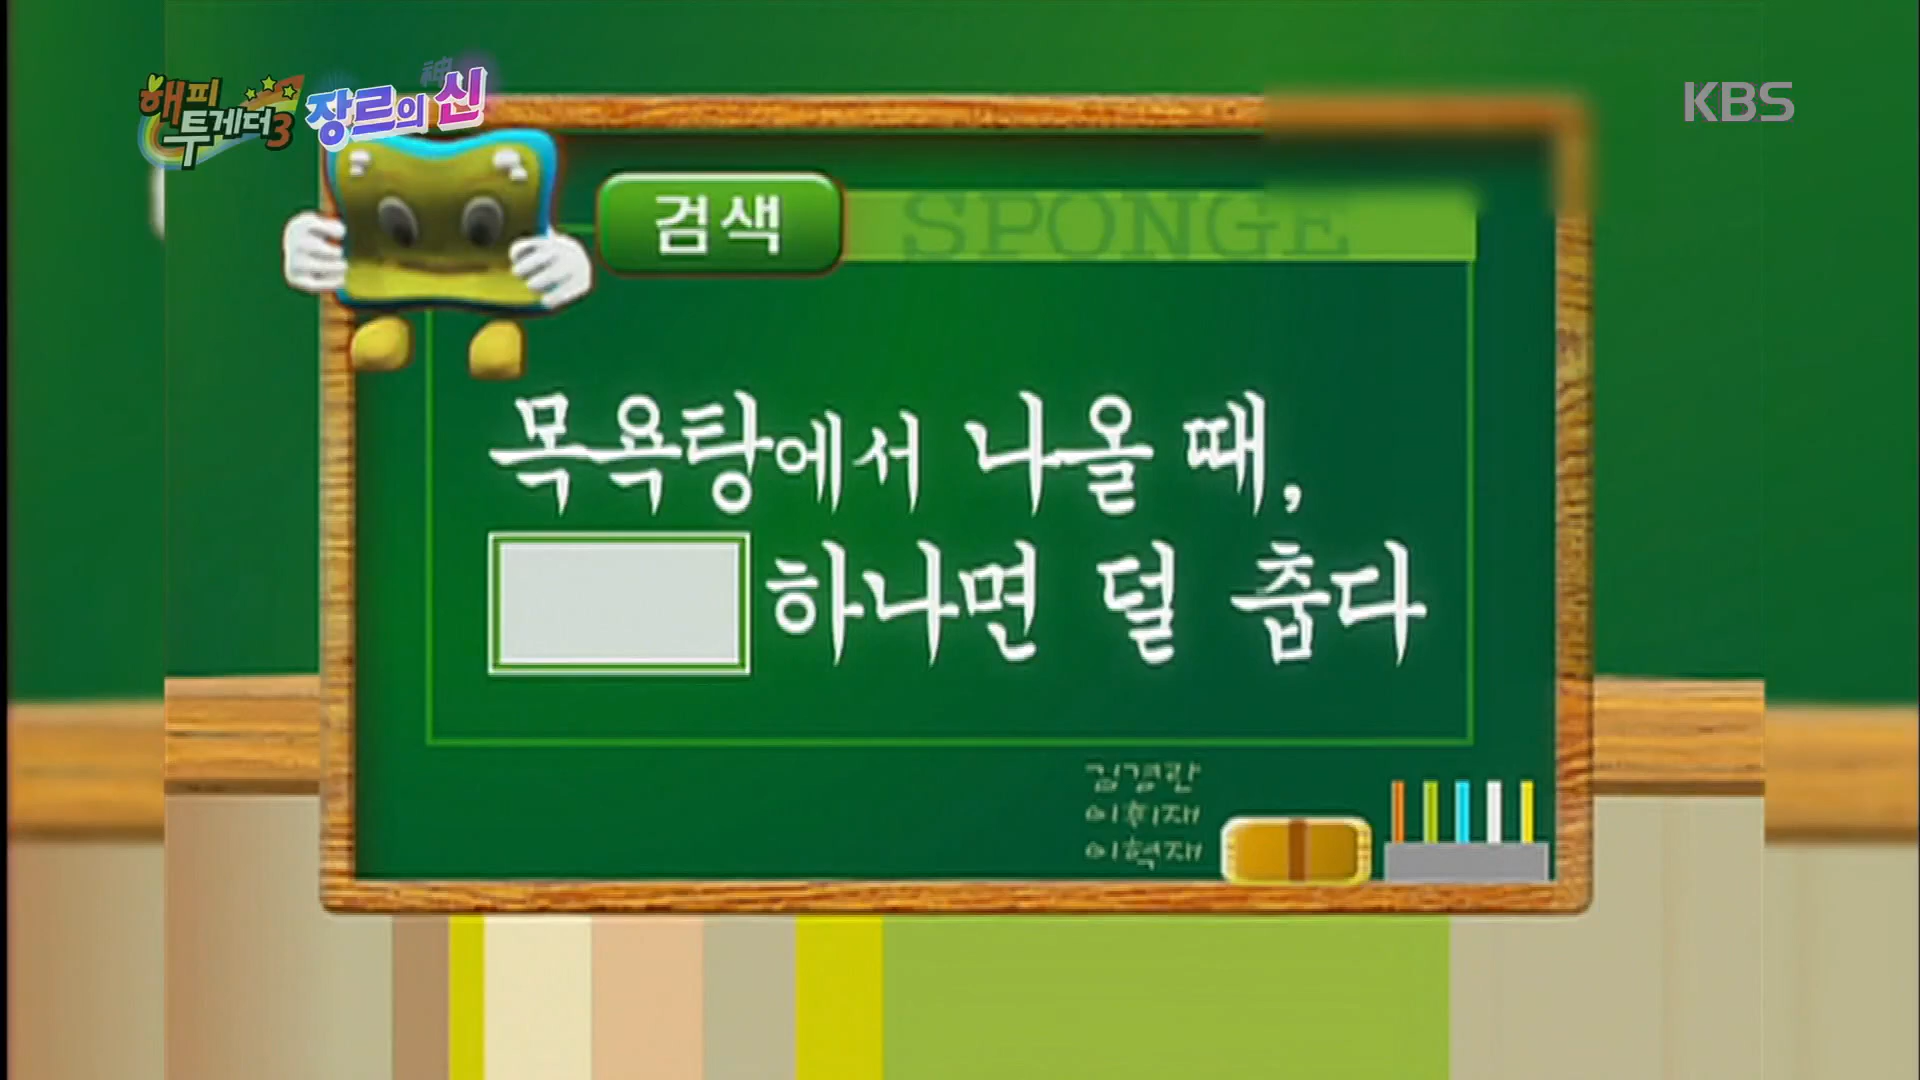 해피투게더3 장르의 神 신
KBS
검색
SPONGE
목욕탕에서 나올 때,
하나면 덜 춥다
김경란
이휘재
이혁재